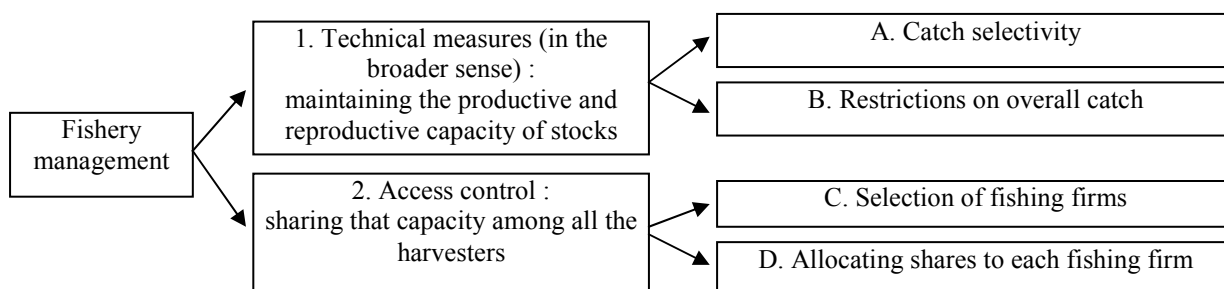 Fishery
management
1. Technical measures (in the
broader sense) :
maintaining the productive and
reproductive capacity of stocks
2. Access control :
sharing that capacity among all the
harvesters
A. Catch selectivity
B. Restrictions on overall catch
C. Selection of fishing firms
D. Allocating shares to each fishing firm